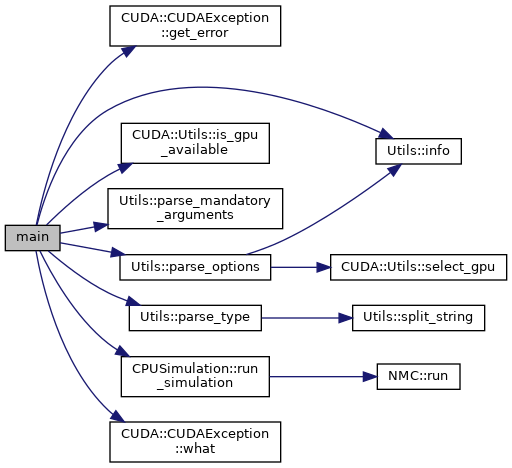 CUDA::CUDAException
::get_error
CUDA::Utils::is_gpu
_available
Utils::info
Utils::parse_mandatory
_arguments
main
Utils::parse_options
CUDA::Utils::select_gpu
Utils::parse_type
Utils::split_string
CPUSimulation::run
_simulation
NMC::run
CUDA::CUDAException
::what